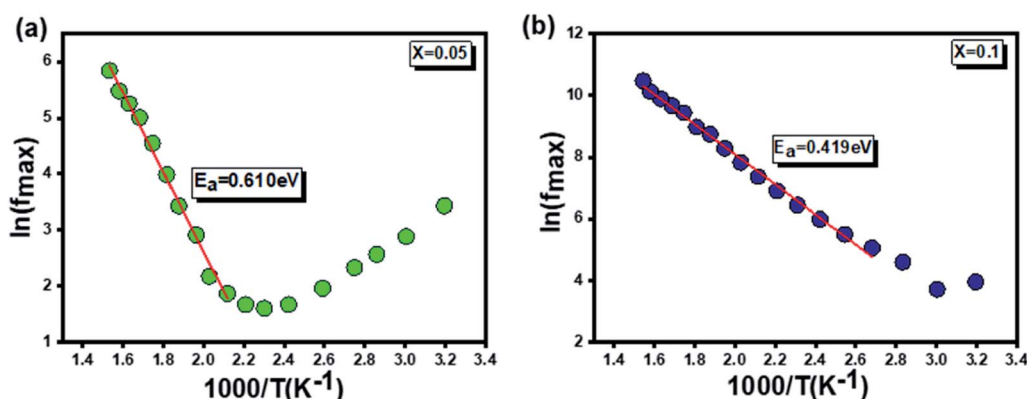 (a)
X=0.05
6
5
4
3
2
1
ln(fmax)
Ea=0.610eV
1.4 1.6 1.8 2.0 2.2 2.4 2.6 2.8 3.0 3.2 3.4
1000/T(K-1)
(b)
X=0.1
12
10
8
6
4
2
ln(fmax)
Ea=0.419eV
1.4 1.6 1.8 2.0 2.2 2.4 2.6 2.8 3.0 3.2 3.4
1000/T(K-1)